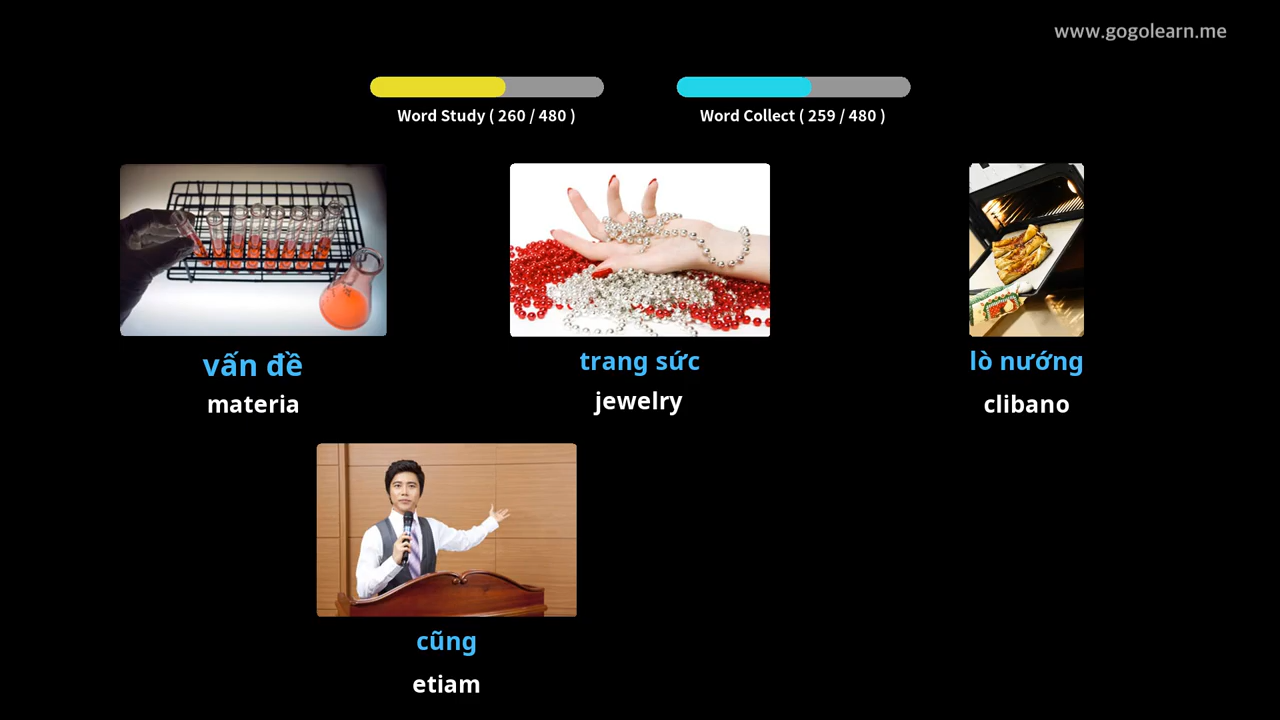 www.gogolearn.me
Word Study ( 260 / 480 )
Word Collect ( 259 / 480 )
vấn đề
materia
trang sức
jewelry
lò nướng
clibano
cũng
etiam